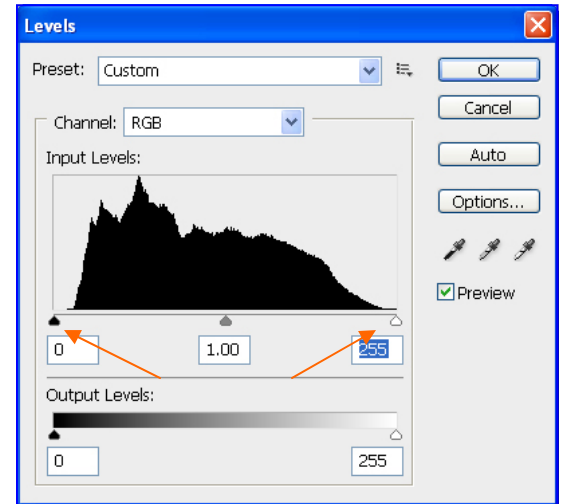 Levels
Preset: Custom
OK
Cancel
Channel: RGB
Auto
Input Levels:
Options...
Preview
0 1.00 255
Output Levels:
0 255